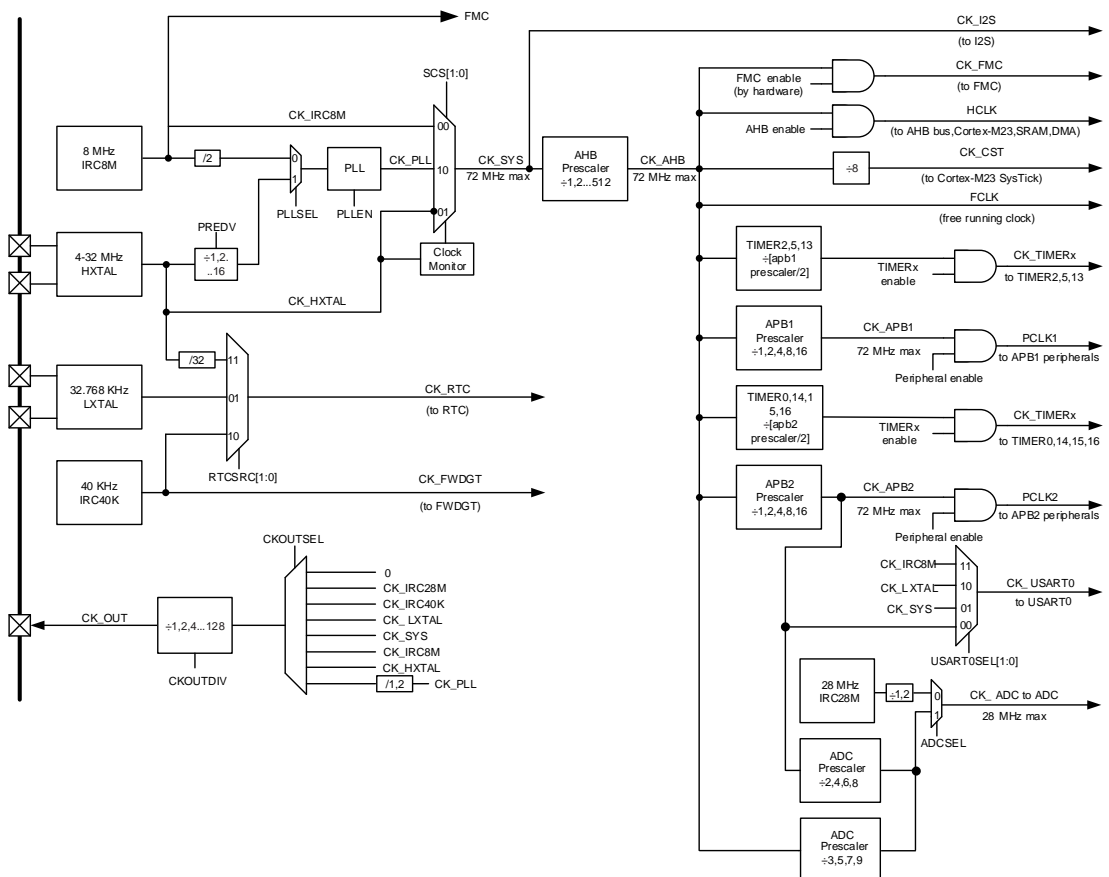 FMC
CK_I2S
(to I2S)
SCS[1:0]
FMC enable
(by hardware)
CK_FMC
(to FMC)
CK_IRC8M
00
AHB enable
HCLK
(to AHB bus,Cortex-M23,SRAM,DMA)
8 MHz
IRC8M
/2
0
1
PLLSEL
PLL
PLLEN
CK_PLL
10
01
CK_SYS
72 MHz max
AHB
Prescaler
÷1,2...512
CK_AHB
72 MHz max
÷8
CK_CST
(to Cortex-M23 SysTick)
FCLK
(free running clock)
PREDV
4-32 MHz
HXTAL
÷1,2.
..16
Clock
Monitor
CK_HXTAL
TIMER2,5,13
÷[apb1
prescaler/2]
TIMERx
enable
CK_TIMERx
to TIMER2,5,13
/32
11
01
10
32.768 KHz
LXTAL
CK_RTC
(to RTC)
APB1
Prescaler
÷1,2,4,8,16
CK_APB1
72 MHz max
Peripheral enable
PCLK1
to APB1 peripherals
TIMER0,14,1
5,16
÷[apb2
prescaler/2]
TIMERx
enable
CK_TIMERx
to TIMER0,14,15,16
RTCSRC[1:0]
40 KHz
IRC40K
CK_FWDGT
(to FWDGT)
APB2
Prescaler
÷1,2,4,8,16
CK_APB2
72 MHz max
Peripheral enable
PCLK2
to APB2 peripherals
CKOUTSEL
0
CK_IRC28M
CK_IRC40K
CK_ LXTAL
CK_SYS
CK_IRC8M
CK_HXTAL
/1,2
CK_PLL
CK_OUT
÷1,2,4...128
CKOUTDIV
CK_IRC8M
CK_LXTAL
CK_SYS
11
10
01
00
CK_USART0
to USART0
USART0SEL[1:0]
28 MHz
IRC28M
÷1,2
0
1
CK_ ADC to ADC
28 MHz max
ADCSEL
ADC
Prescaler
÷2,4,6,8
ADC
Prescaler
÷3,5,7,9